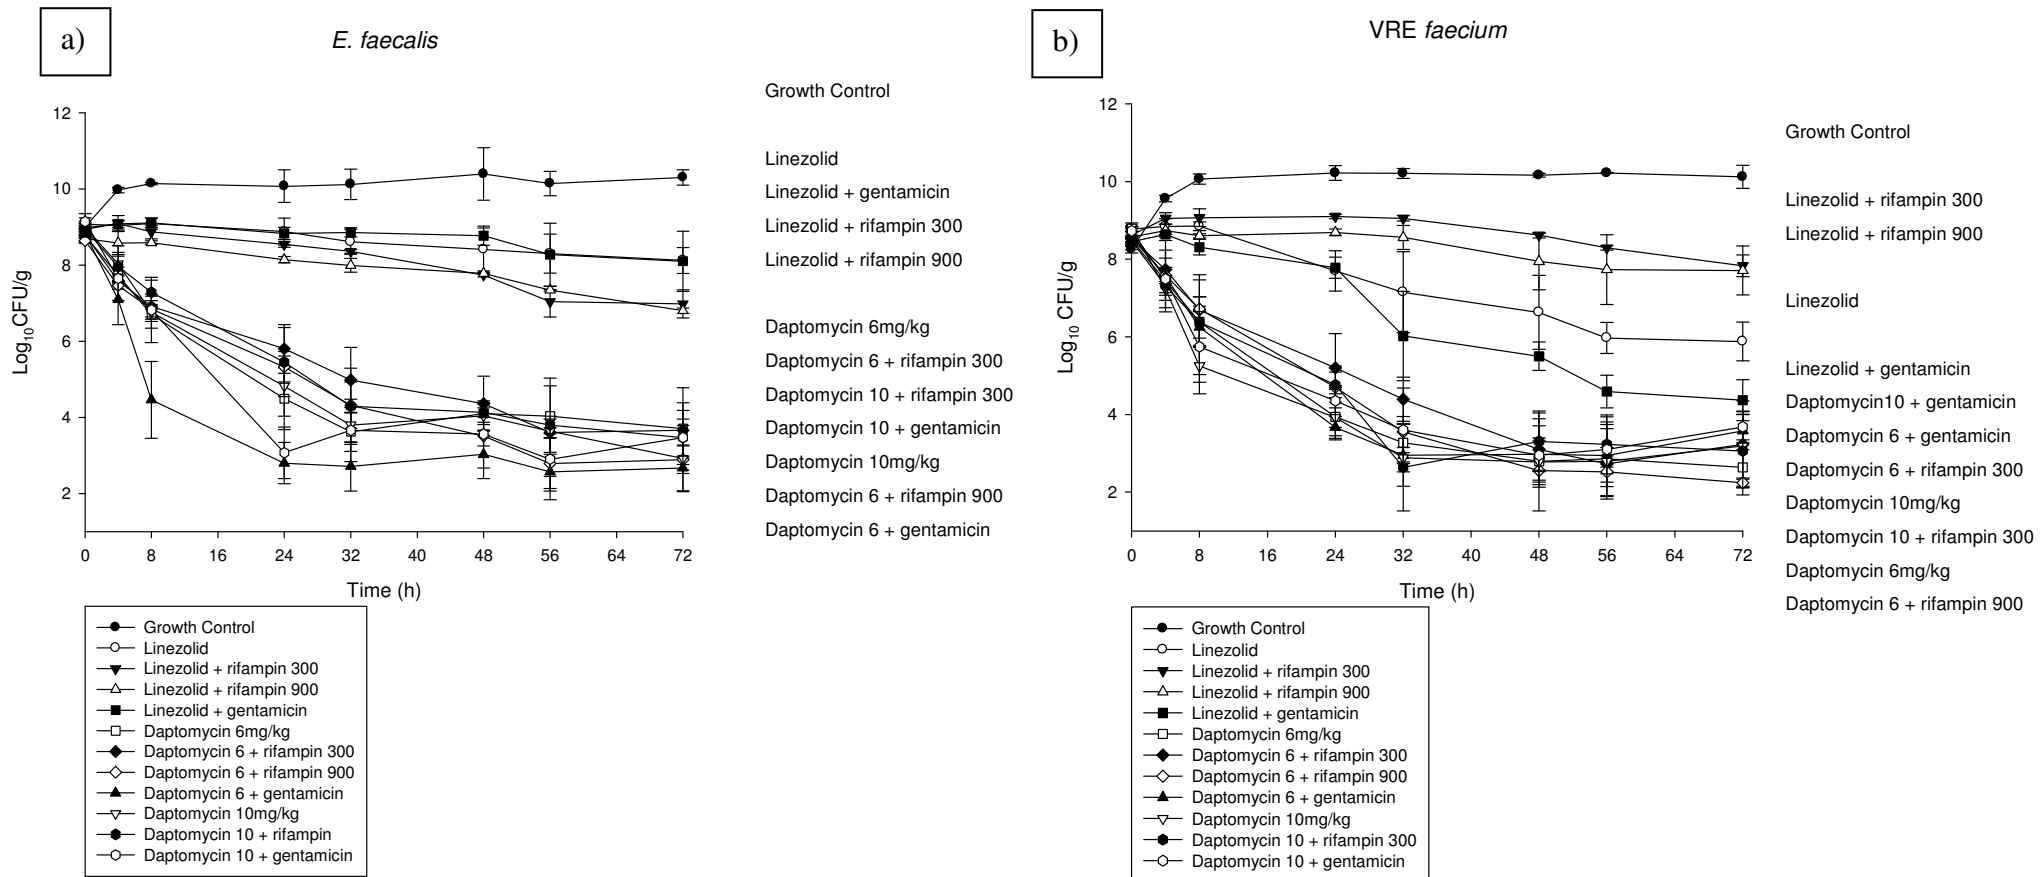 a)
E. faecalis
12
10
8
6
4
2
Log10CFU/g
0 8 16 24 32 40 48 56 64 72
Time (h)
Growth Control
Linezolid
Linezolid + gentamicin
Linezolid + rifampin 300
Linezolid + rifampin 900
Daptomycin 6mg/kg
Daptomycin 6 + rifampin 300
Daptomycin 10 + rifampin 300
Daptomycin 10 + gentamicin
Daptomycin 10mg/kg
Daptomycin 6 + rifampin 900
Daptomycin 6 + gentamicin
Growth Control
Linezolid
Linezolid + rifampin 300
Linezolid + rifampin 900
Linezolid + gentamicin
Daptomycin 6mg/kg
Daptomycin 6 + rifampin 300
Daptomycin 6 + rifampin 900
Daptomycin 6 + gentamicin
Daptomycin 10mg/kg
Daptomycin 10 + rifampin
Daptomycin 10 + gentamicin
b)
VRE faecium
12
10
8
6
4
2
Log10 CFU/g
0 8 16 24 32 40 48 56 64 72
Time (h)
Growth Control
Linezolid + rifampin 300
Linezolid + rifampin 900
Linezolid
Linezolid + gentamicin
Daptomycin10 + gentamicin
Daptomycin 6 + gentamicin
Daptomycin 6 + rifampin 300
Daptomycin 10mg/kg
Daptomycin 10 + rifampin 300
Daptomycin 6mg/kg
Daptomycin 6 + rifampin 900
Growth Control
Linezolid
Linezolid + rifampin 300
Linezolid + rifampin 900
Linezolid + gentamicin
Daptomycin 6mg/kg
Daptomycin 6 + rifampin 300
Daptomycin 6 + rifampin 900
Daptomycin 6 + gentamicin
Daptomycin 10mg/kg
Daptomycin 10 + rifampin 300
Daptomycin 10 + gentamicin